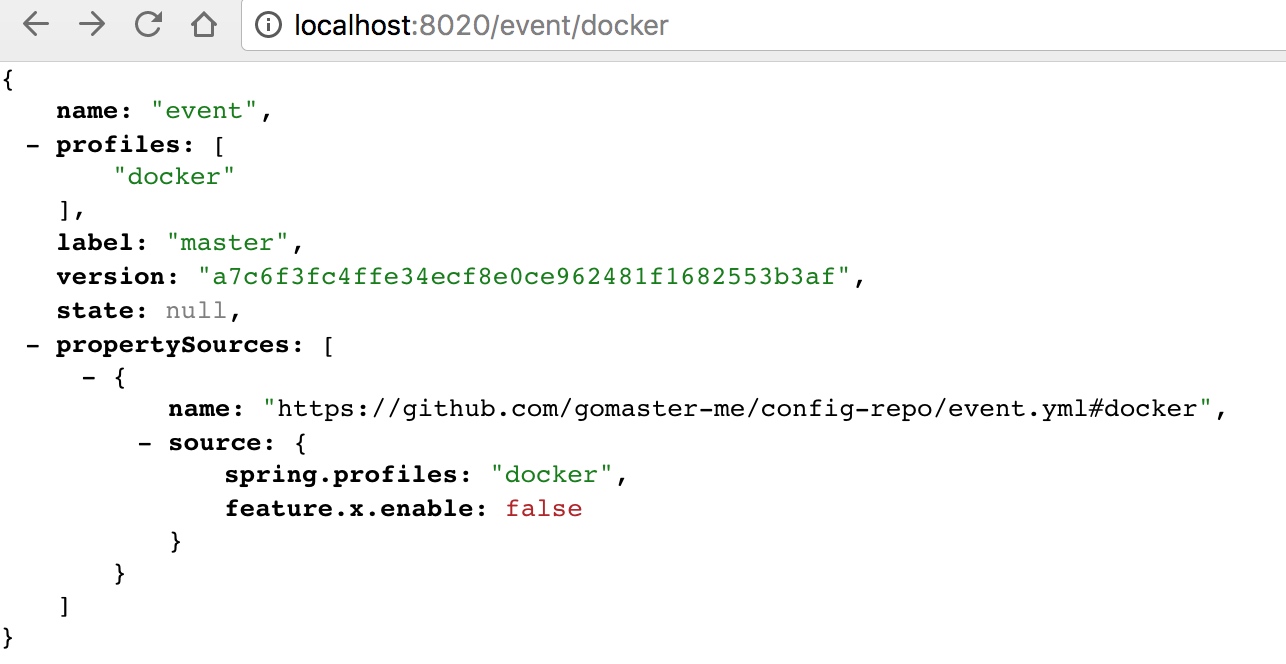 localhost:8020/event/docker
{
name: "event",
- profiles: [
"docker"
],
label: "master",
version: "a7c6f3fc4ffe34ecf8e0ce962481f1682553b3af",
state: null,
- propertySources: [
- {
name: "https://github.com/gomaster-me/config-repo/event.yml#docker",
- source: {
spring.profiles: "docker",
feature.x.enable: false
}
}
]
}